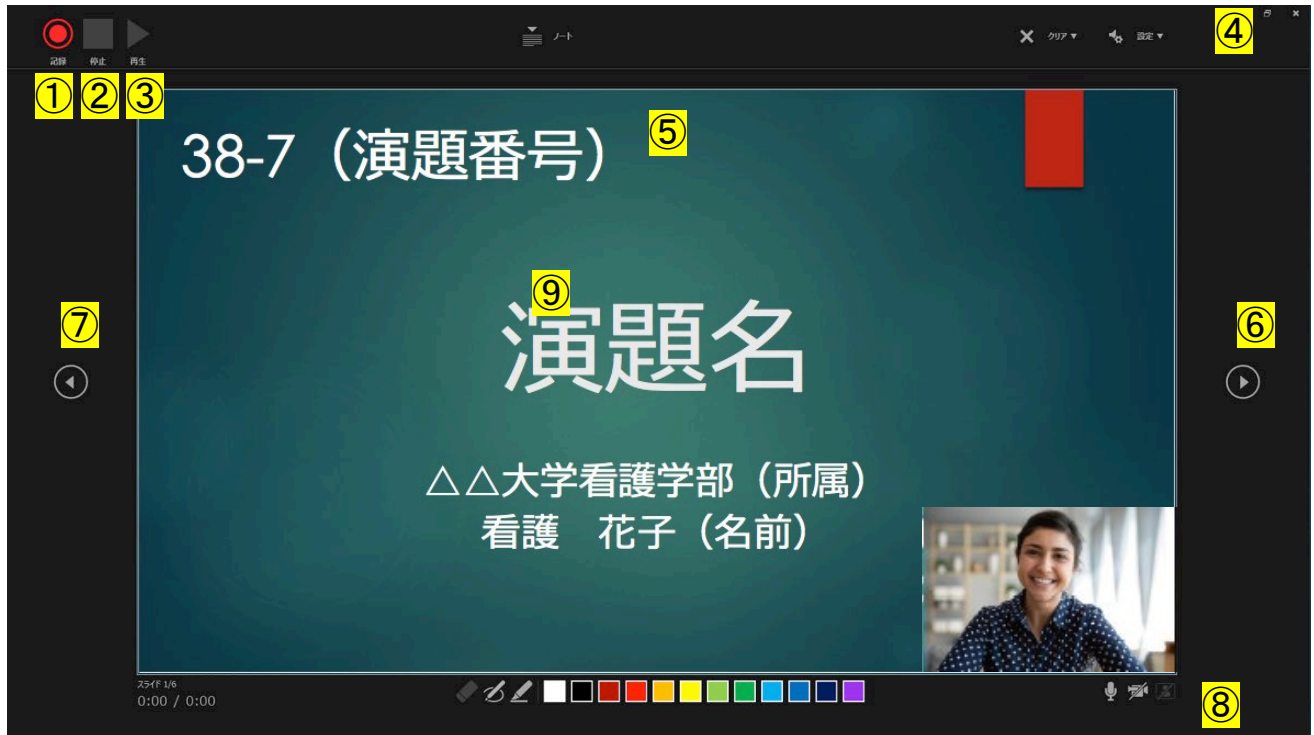 ④
記録 停止 再生
ノート
クリア▼ 設定▼
① ② ③
⑤
38-7（演題番号）
⑨
演題名
⑦
⑥
△△大学看護学部（所属）
看護　花子（名前）
スライド 1/6
0:00 / 0:00
⑧